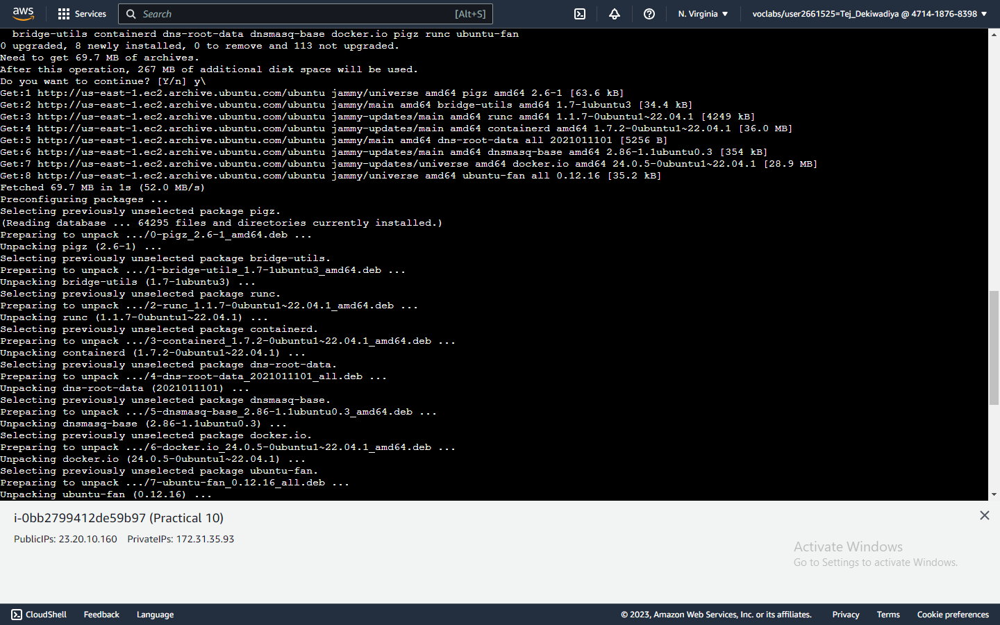 aws
Services
Search
[Alt+S]
N. Virginia
voclabs/user2661525=Tej_Dekiwadiya @ 4714-1876-8398
bridge-utils containerd dns-root-data dnsmasq-base docker.io pigz runc ubuntu-fan
0 upgraded, 8 newly installed, 0 to remove and 113 not upgraded.
Need to get 69.7 MB of archives.
After this operation, 267 MB of additional disk space will be used.
Do you want to continue? [Y/n] y\
Get:1 http://us-east-1.ec2.archive.ubuntu.com/ubuntu jammy/universe amd64 pigz amd64 2.6-1 [63.6 kB]
Get:2 http://us-east-1.ec2.archive.ubuntu.com/ubuntu jammy/main amd64 bridge-utils amd64 1.7-1ubuntu3 [34.4 kB]
Get:3 http://us-east-1.ec2.archive.ubuntu.com/ubuntu jammy-updates/main amd64 runc amd64 1.1.7-0ubuntu1~22.04.1 [4249 kB]
Get:4 http://us-east-1.ec2.archive.ubuntu.com/ubuntu jammy-updates/main amd64 containerd amd64 1.7.2-0ubuntu1~22.04.1 [36.0 MB]
Get:5 http://us-east-1.ec2.archive.ubuntu.com/ubuntu jammy/main amd64 dns-root-data all 2021011101 [5256 B]
Get:6 http://us-east-1.ec2.archive.ubuntu.com/ubuntu jammy-updates/main amd64 dnsmasq-base amd64 2.86-1.1ubuntu0.3 [354 kB]
Get:7 http://us-east-1.ec2.archive.ubuntu.com/ubuntu jammy-updates/universe amd64 docker.io amd64 24.0.5-0ubuntu1~22.04.1 [28.9 MB]
Get:8 http://us-east-1.ec2.archive.ubuntu.com/ubuntu jammy/universe amd64 ubuntu-fan all 0.12.16 [35.2 kB]
Fetched 69.7 MB in 1s (52.0 MB/s)
Preconfiguring packages ...
Selecting previously unselected package pigz.
(Reading database ... 64295 files and directories currently installed.)
Preparing to unpack .../0-pigz_2.6-1_amd64.deb ...
Unpacking pigz (2.6-1) ...
Selecting previously unselected package bridge-utils.
Preparing to unpack .../1-bridge-utils_1.7-1ubuntu3_amd64.deb ...
Unpacking bridge-utils (1.7-1ubuntu3) ...
Selecting previously unselected package runc.
Preparing to unpack .../2-runc_1.1.7-0ubuntu1~22.04.1_amd64.deb ...
Unpacking runc (1.1.7-0ubuntu1~22.04.1) ...
Selecting previously unselected package containerd.
Preparing to unpack .../3-containerd_1.7.2-0ubuntu1~22.04.1_amd64.deb ...
Unpacking containerd (1.7.2-0ubuntu1~22.04.1) ...
Selecting previously unselected package dns-root-data.
Preparing to unpack .../4-dns-root-data_2021011101_all.deb ...
Unpacking dns-root-data (2021011101) ...
Selecting previously unselected package dnsmasq-base.
Preparing to unpack .../5-dnsmasq-base_2.86-1.1ubuntu0.3_amd64.deb ...
Unpacking dnsmasq-base (2.86-1.1ubuntu0.3) ...
Selecting previously unselected package docker.io.
Preparing to unpack .../6-docker.io_24.0.5-0ubuntu1~22.04.1_amd64.deb ...
Unpacking docker.io (24.0.5-0ubuntu1~22.04.1) ...
Selecting previously unselected package ubuntu-fan.
Preparing to unpack .../7-ubuntu-fan_0.12.16_all.deb ...
Unpacking ubuntu-fan (0.12.16) ...
i-0bb2799412de59b97 (Practical 10)
PublicIPs: 23.20.10.160 PrivateIPs: 172.31.35.93
Activate Windows
Go to Settings to activate Windows.
CloudShell
Feedback
Language
© 2023, Amazon Web Services, Inc. or its affiliates.
Privacy
Terms
Cookie preferences